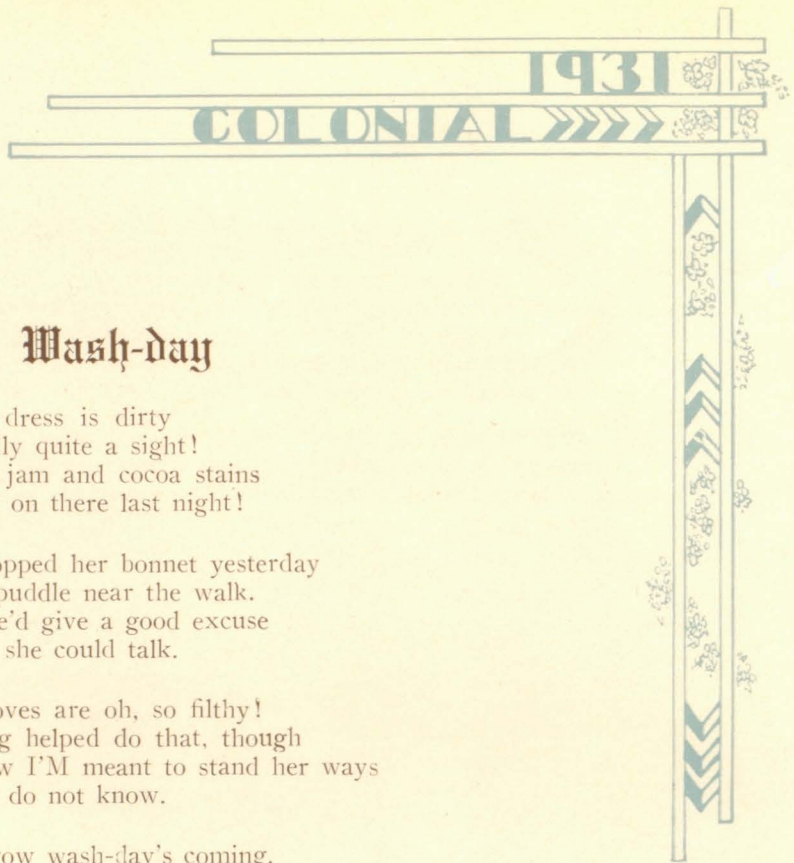 1931
COLONIAL
Wash-day
dress is dirty
ly quite a sight!
jam and cocoa stains
on there last night!
opped her bonnet yesterday
puddle near the walk.
e'd give a good excuse
she could talk.
oves are oh, so filthy!
g helped do that, though
w I'M meant to stand her ways
do not know.
ow wash-day's coming,